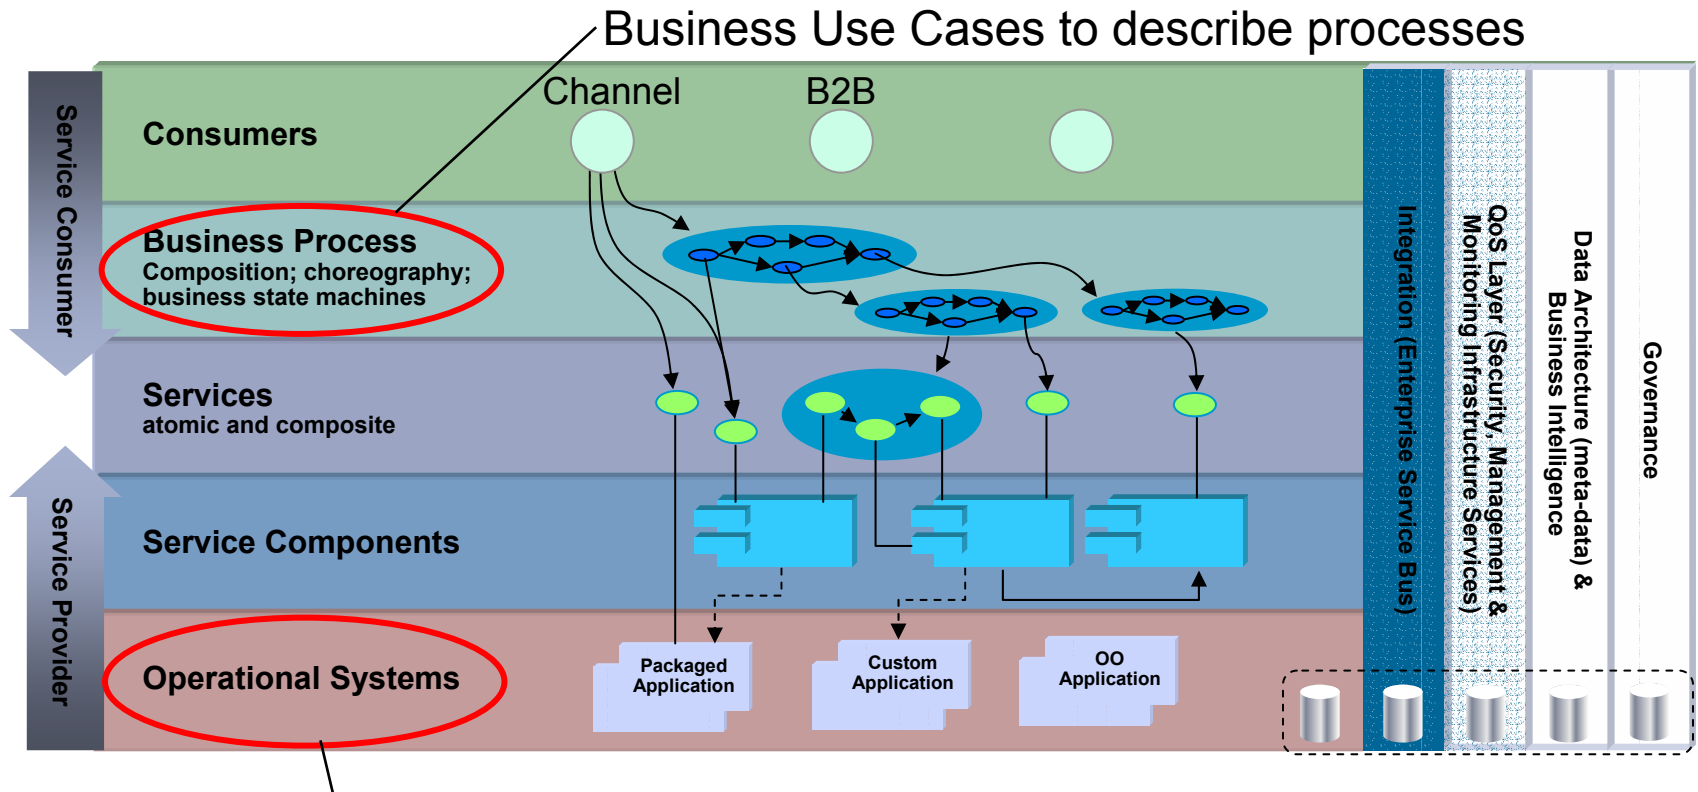 Business Use Cases to describe processes
Channel
B2B
Service Consumer
Consumers
Business Process
Composition; choreography;
business state machines
Services
atomic and composite
Service Components
Service Provider
Operational Systems
Packaged
Application
Custom
Application
OO
Application
Integration (Enterprise Service Bus)
QoS Layer (Security, Management &
Monitoring Infrastructure Services)
Data Architecture (meta-data) &
Business Intelligence
Governance